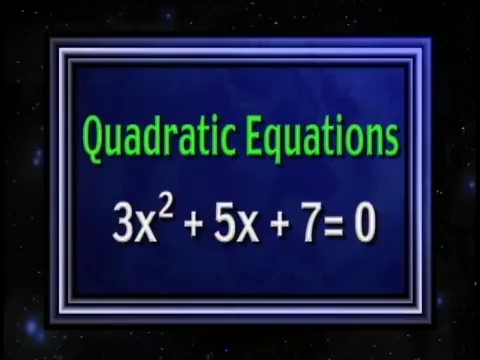 Quadratic Equations
3x² + 5x + 7= 0